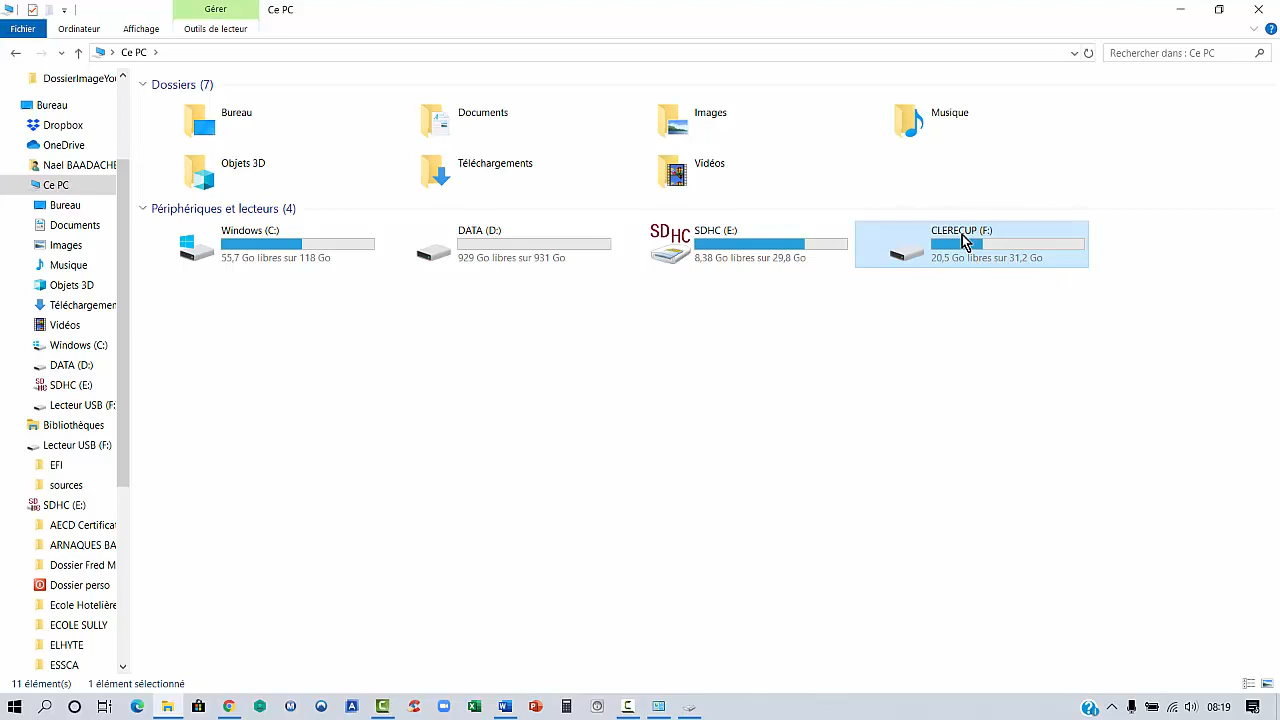 Gérer
Ce PC
Fichier
Ordinateur
Affichage
Outils de lecteur
Ce PC
Rechercher dans : Ce PC
DossierImageYou
Bureau
Dropbox
OneDrive
Nael BAADACHE
Ce PC
Bureau
Documents
Images
Musique
Objets 3D
Téléchargemen
Vidéos
Windows (C:)
DATA (D:)
SDHC (E:)
Lecteur USB (F:
Bibliothèques
Lecteur USB (F:)
EFI
sources
SDHC (E:)
AECD Certificat
ARNAQUES BA
Dossier Fred M
Dossier perso
Ecole Hotelière
ECOLE SULLY
ELHYTE
ESSCA
Dossiers (7)
Bureau
Documents
Images
Musique
Objets 3D
Téléchargements
Vidéos
Périphériques et lecteurs (4)
Windows (C:)
55,7 Go libres sur 118 Go
DATA (D:)
929 Go libres sur 931 Go
SDHC
SDHC (E:)
8,38 Go libres sur 29,8 Go
CLERECUP (F:)
20,5 Go libres sur 31,2 Go
11 élément(s)
1 élément sélectionné
08:19